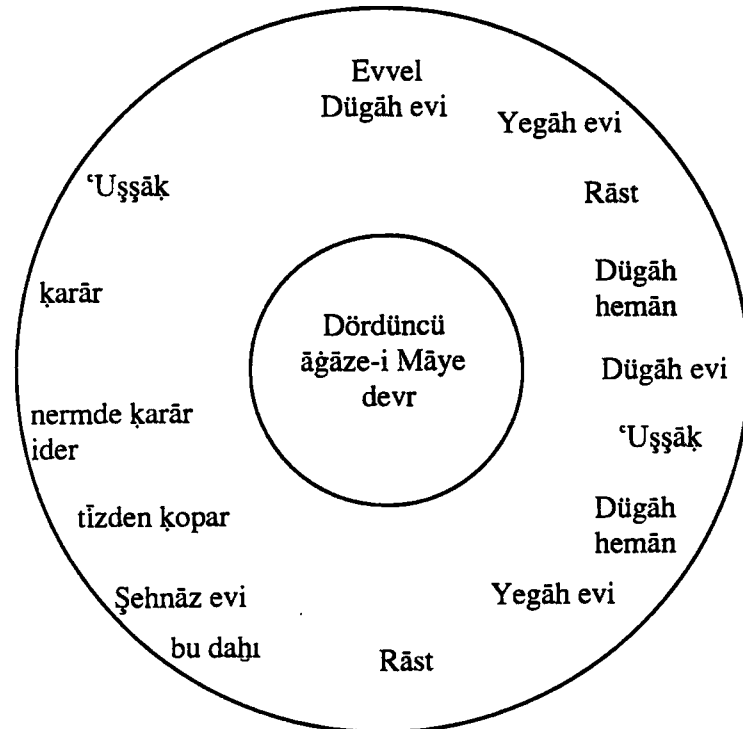 Evvel
Dügāh evi
Yegāh evi
Rāst
Dügāh
hemān
Dügāh evi
ʿUşşāḳ
Dügāh
hemān
Yegāh evi
Rāst
bu daḫı
Şehnāz evi
tīzden ḳopar
nermde ḳarār
ider
ḳarār
ʿUşşāḳ
Dördüncü
āġāze-i Māye
devr